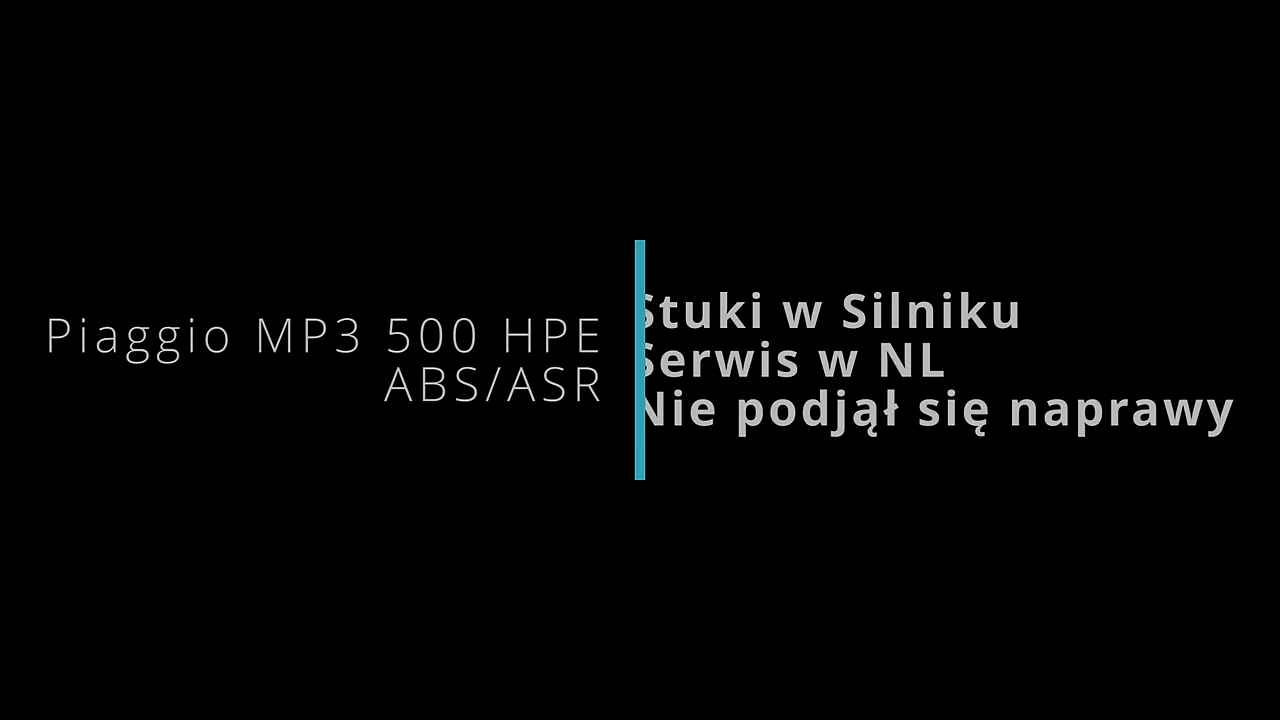 Piaggio MP3 500 HPE
ABS/ASR
Stuki w Silniku
Serwis w NL
Nie podjął się naprawy